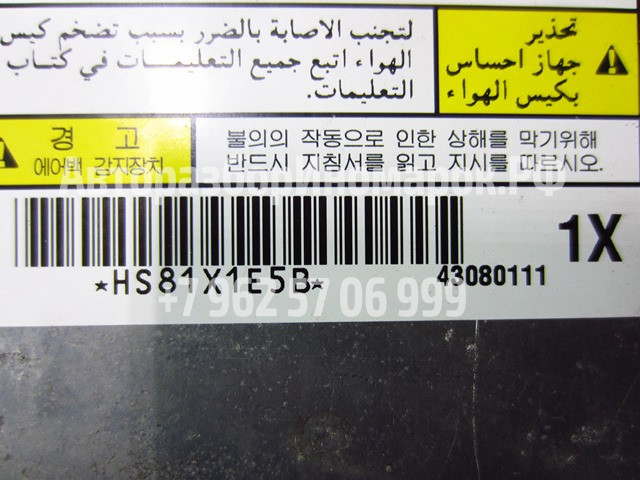 لتجنب الاصابة بالضرر بسبب تضخم كيس
الهواء اتبع جميع التعليمات في كتاب
التعليمات.
تحذير
جهاز احساس
بكيس الهواء
경 고
에어백 감지장치
불의의 작동으로 인한 상해를 막기위해
반드시 지침서를 읽고 지시를 따르시오.
Авторазбориномарок.РФ
1X
*HS81X1E5B*
43080111
+7 962 57 06 999